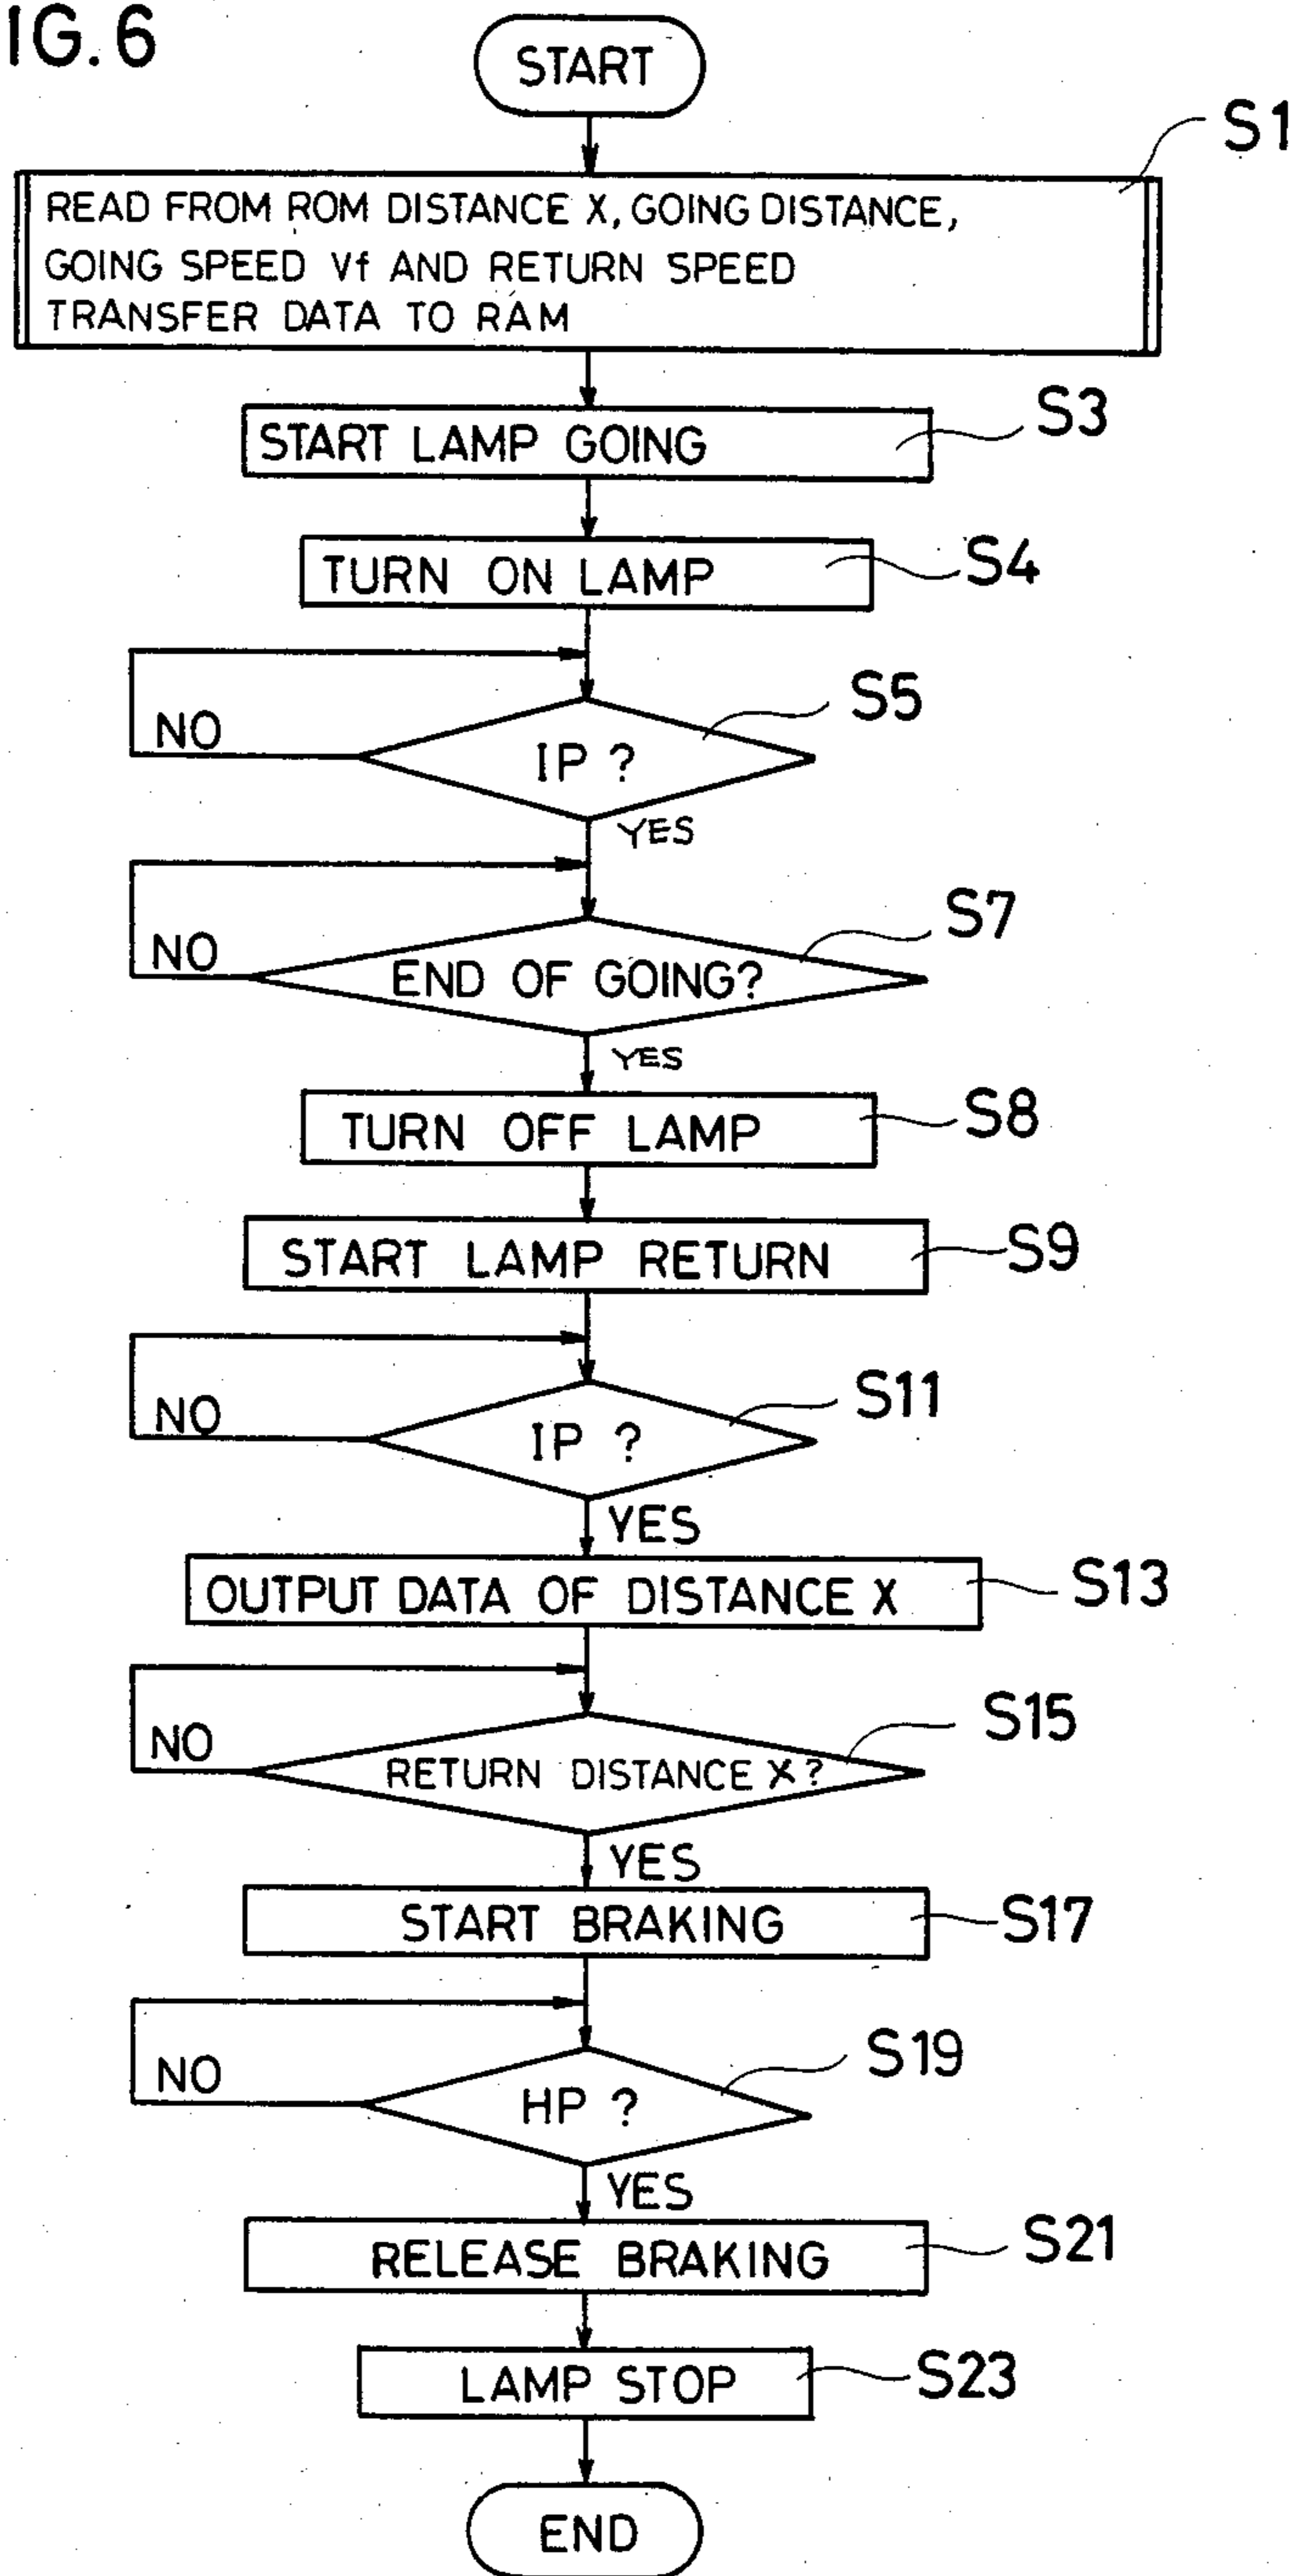 IG. 6
START
S1
READ FROM ROM DISTANCE X, GOING DISTANCE,
GOING SPEED Vf AND RETURN SPEED
TRANSFER DATA TO RAM
START LAMP GOING
S3
TURN ON LAMP
S4
NO
IP ?
S5
YES
NO
END OF GOING?
S7
YES
TURN OFF LAMP
S8
START LAMP RETURN
S9
NO
IP ?
S11
YES
OUTPUT DATA OF DISTANCE X
S13
NO
RETURN DISTANCE X?
S15
YES
START BRAKING
S17
NO
HP ?
S19
YES
RELEASE BRAKING
S21
LAMP STOP
S23
END